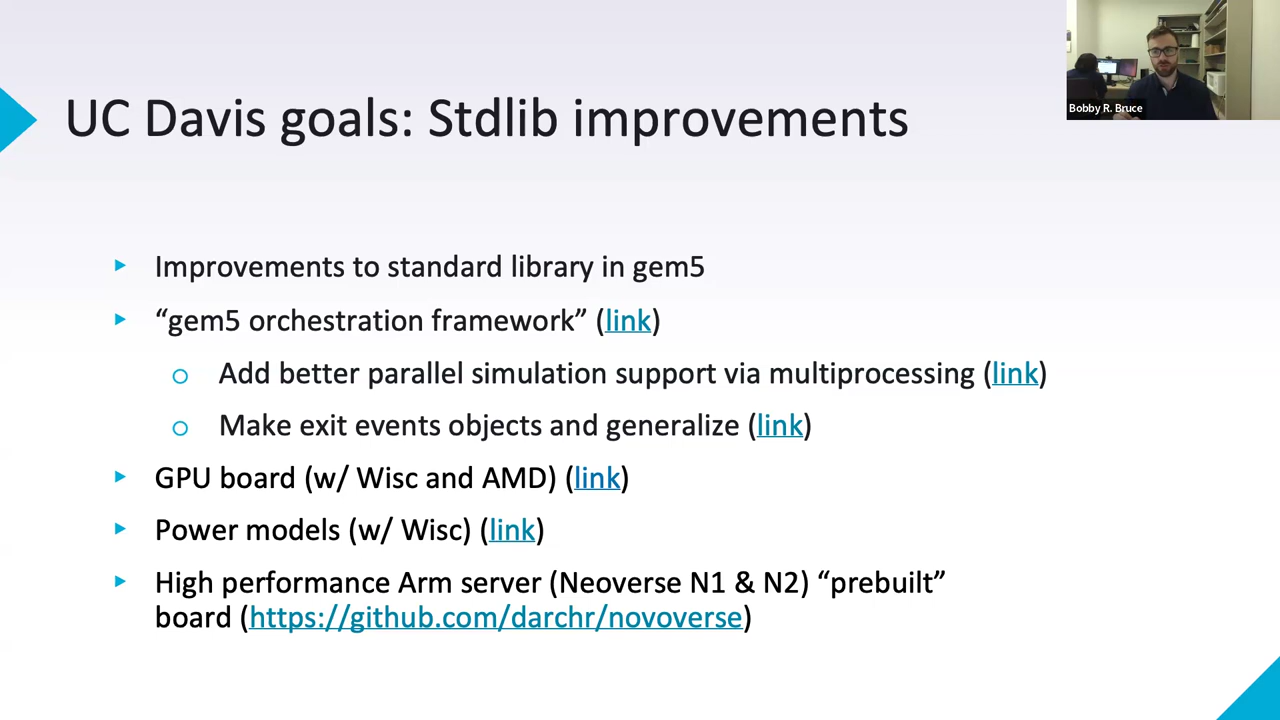 Bobby R. Bruce
UC Davis goals: Stdlib improvements
Improvements to standard library in gem5
“gem5 orchestration framework” (link)
Add better parallel simulation support via multiprocessing (link)
Make exit events objects and generalize (link)
GPU board (w/ Wisc and AMD) (link)
Power models (w/ Wisc) (link)
High performance Arm server (Neoverse N1 & N2) “prebuilt”
board (https://github.com/darchr/novoverse)